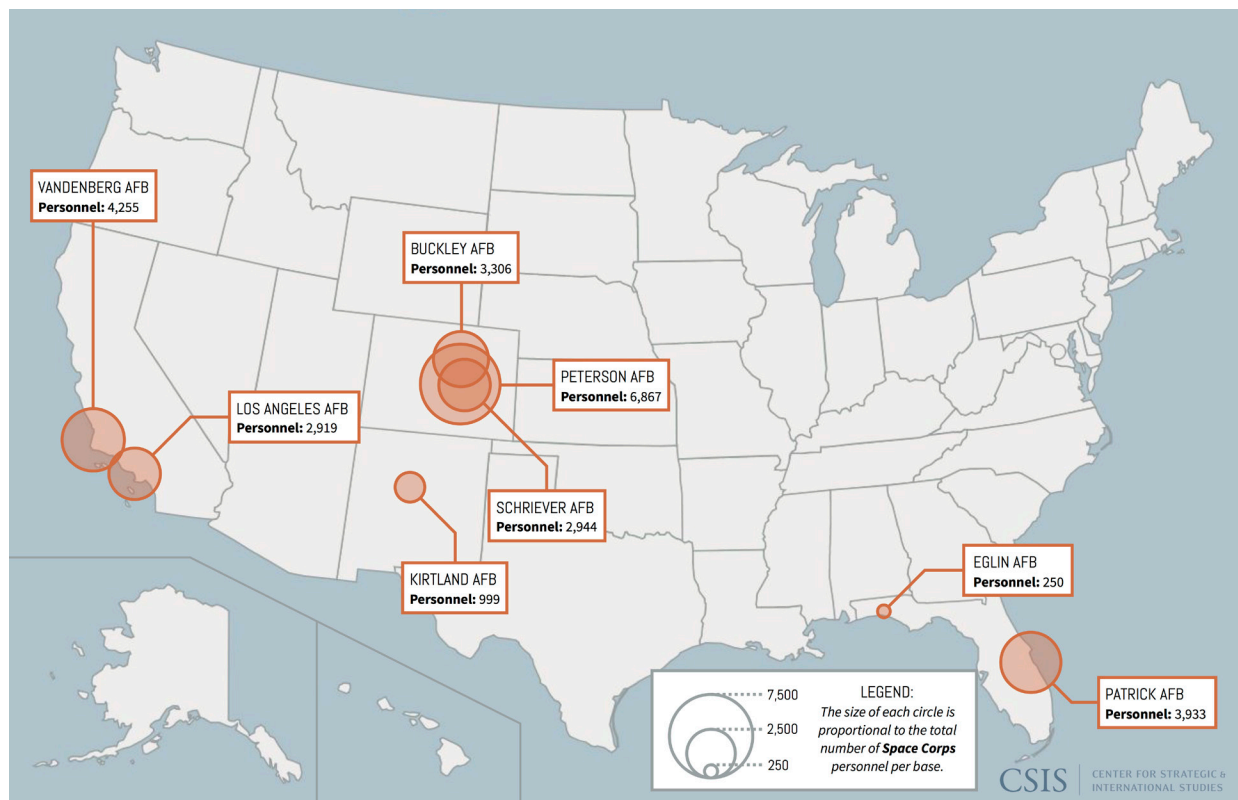 VANDENBERG AFB
Personnel: 4,255
BUCKLEY AFB
Personnel: 3,306
PETERSON AFB
Personnel: 6,867
LOS ANGELES AFB
Personnel: 2,919
SCHRIEVER AFB
Personnel: 2,944
KIRTLAND AFB
Personnel: 999
EGLIN AFB
Personnel: 250
PATRICK AFB
Personnel: 3,933
7,500
2,500
250
LEGEND:
The size of each circle is
proportional to the total
number of Space Corps
personnel per base.
CSIS
CENTER FOR STRATEGIC &
INTERNATIONAL STUDIES